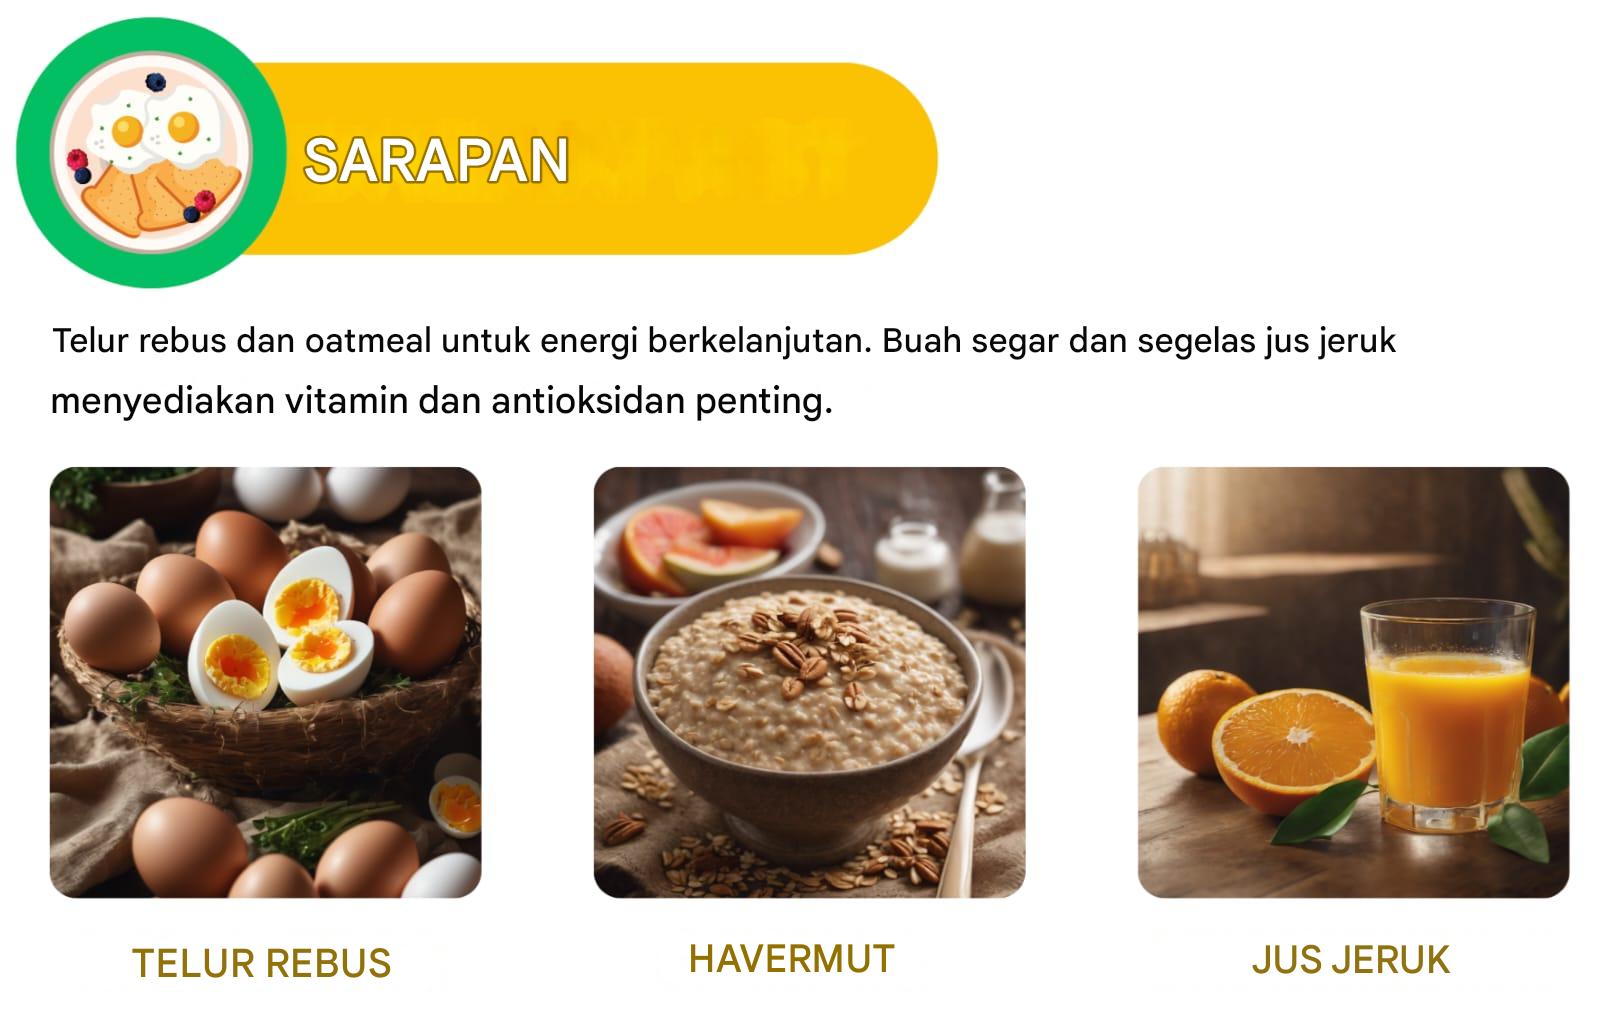 SARAPAN
Telur rebus dan oatmeal untuk energi berkelanjutan. Buah segar dan segelas jus jeruk
menyediakan vitamin dan antioksidan penting.
TELUR REBUS
HAVERMUT
JUS JERUK